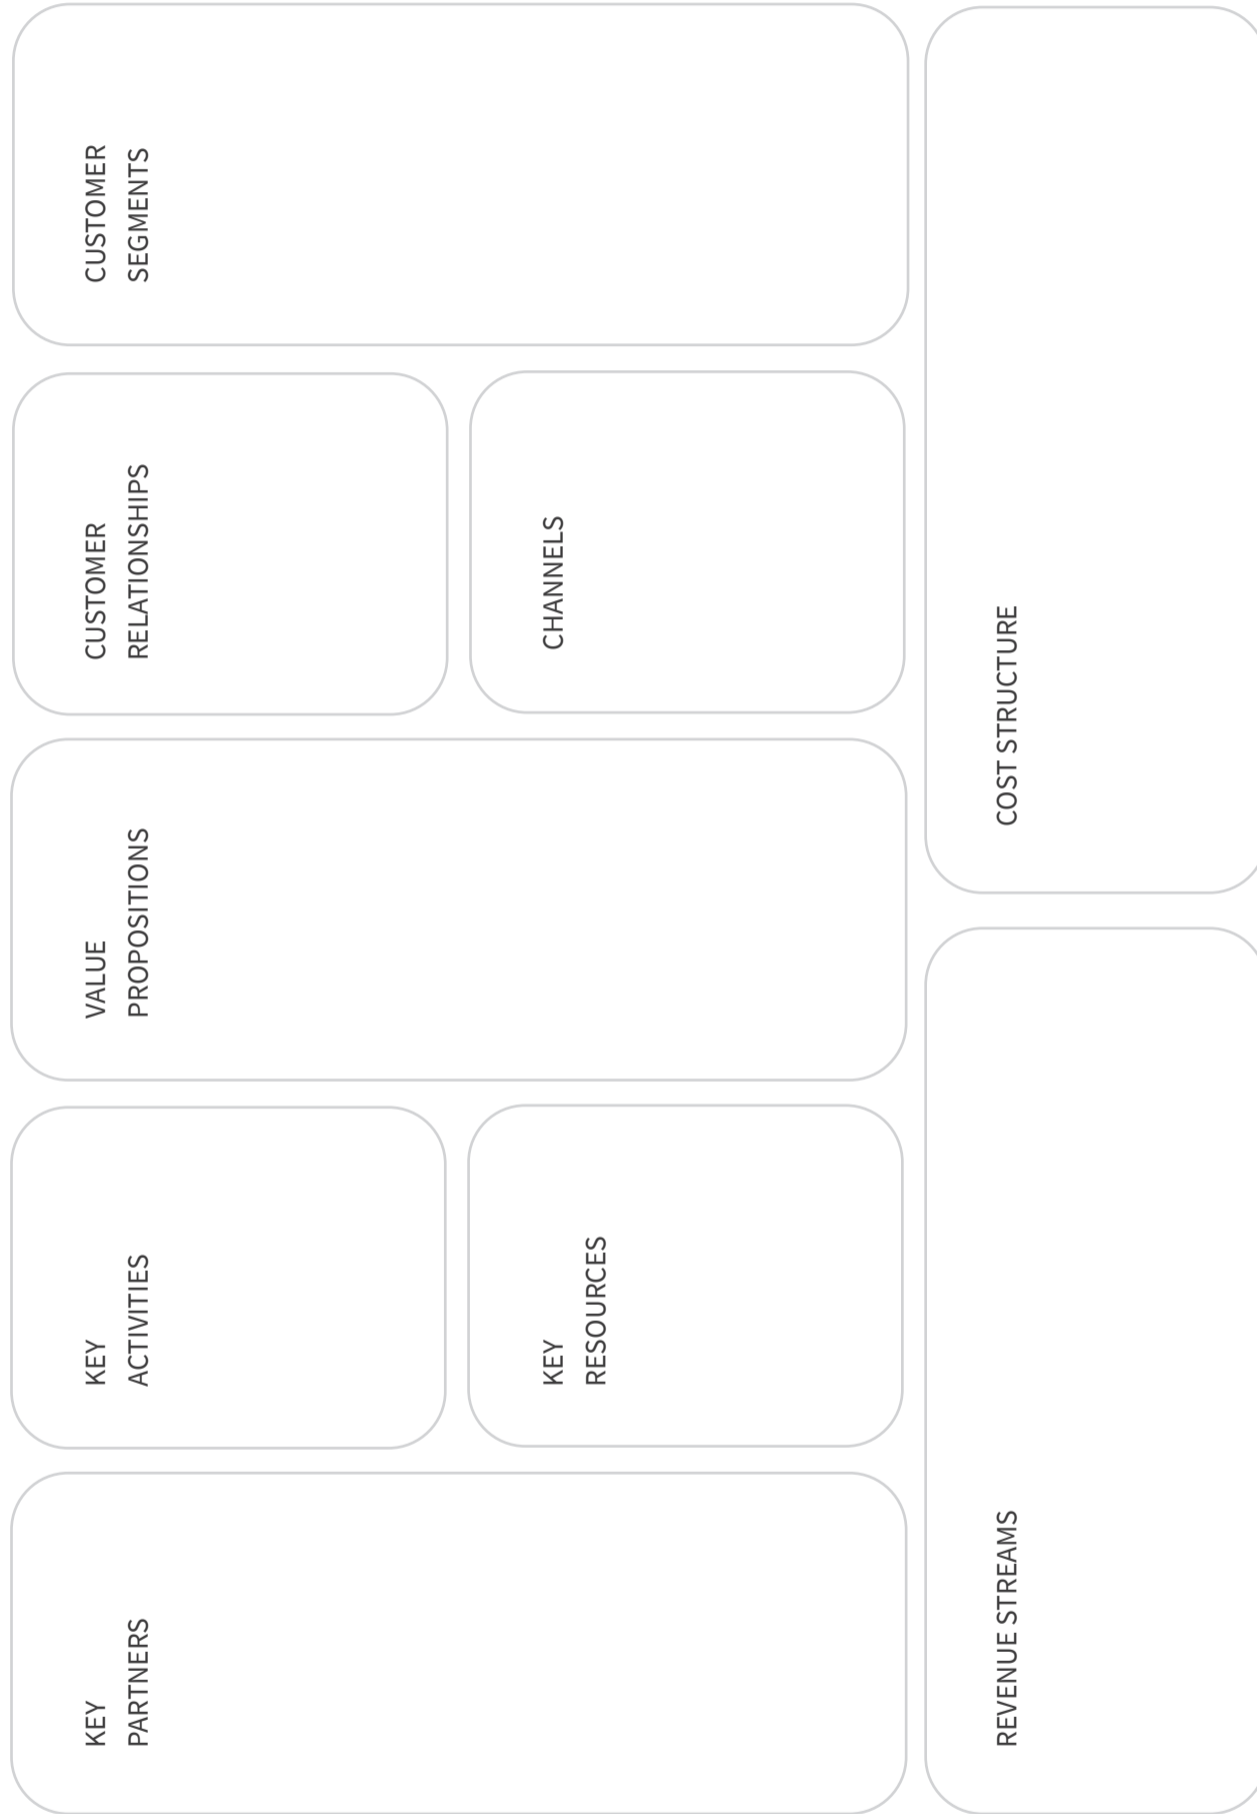 KEY
PARTNERS
KEY
ACTIVITIES
KEY
RESOURCES
VALUE
PROPOSITIONS
CUSTOMER
RELATIONSHIPS
CHANNELS
CUSTOMER
SEGMENTS
REVENUE STREAMS
COST STRUCTURE